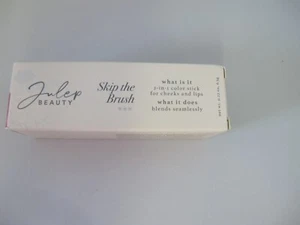 Julep
BEAUTY
Skip the
Brush
what is it
2-in-1 color stick
for cheeks and lips
what it does
blends seamlessly